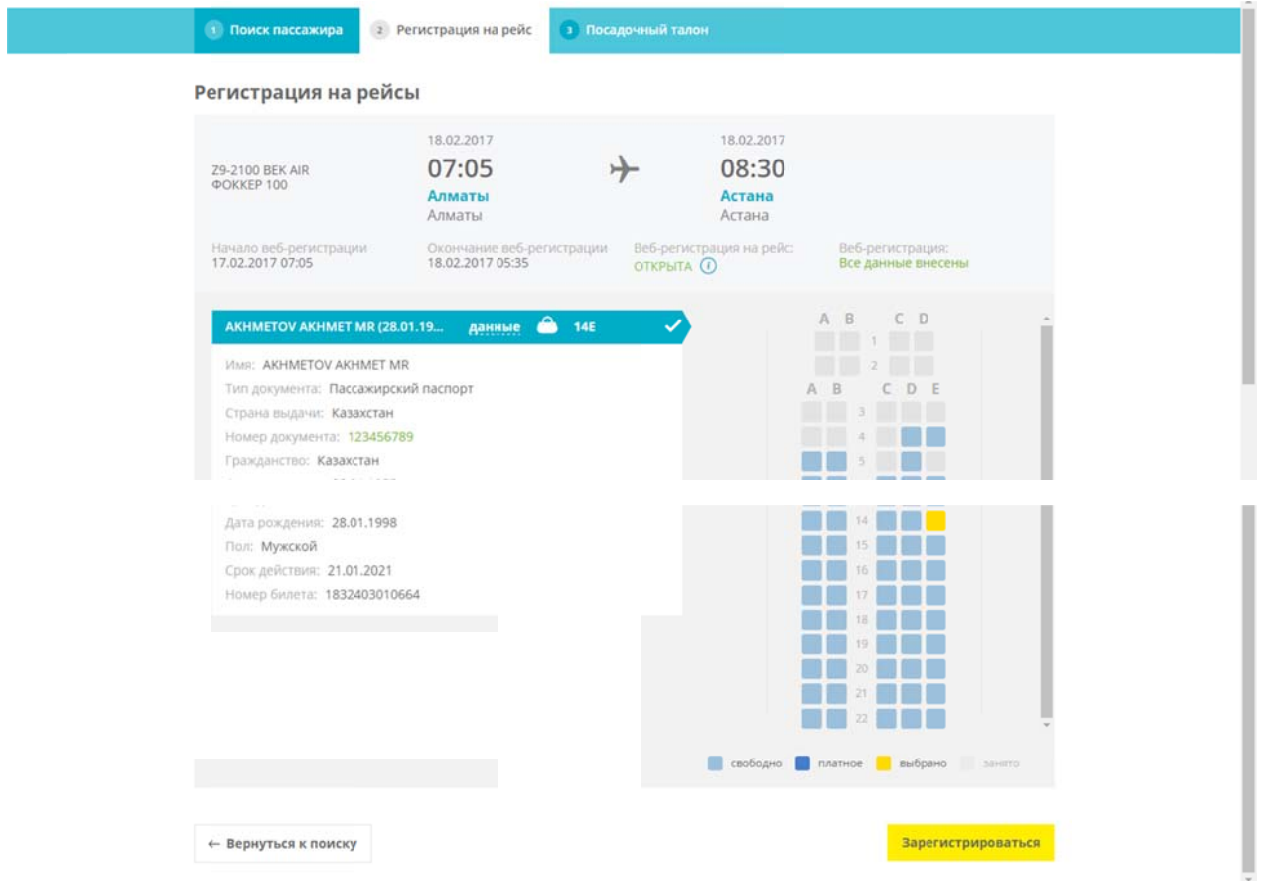 1 Поиск пассажира 2 Регистрация на рейс 3 Посадочный талон
Регистрация на рейсы
18.02.2017 18.02.2017
Z9-2100 BEK AIR 07:05 08:30
ФОККЕР 100
Алматы Астана
Алматы Астана
Начало веб-регистрации Окончание веб-регистрации Веб-регистрация на рейс: Веб-регистрация:
17.02.2017 07:05 18.02.2017 05:35 ОТКРЫТА i Все данные внесены
AKHMETOV AKHMET MR (28.01.19... данные 14E
Имя: AKHMETOV AKHMET MR
Тип документа: Пассажирский паспорт
Страна выдачи: Казахстан
Номер документа: 123456789
Гражданство: Казахстан
Дата рождения: 28.01.1998
Пол: Мужской
Срок действия: 21.01.2021
Номер билета: 1832403010664
A B C D
1
2
A B C D E
3
4
5
14
15
16
17
18
19
20
21
22
свободно платное выбрано занято
← Вернуться к поиску Зарегистрироваться